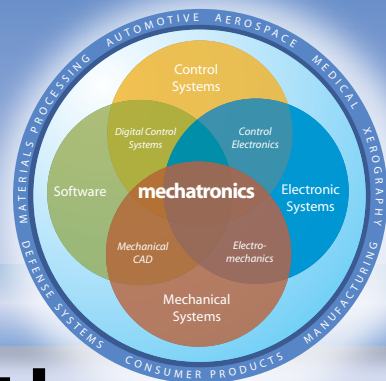 MATERIALS PROCESSING AUTOMOTIVE AEROSPACE MEDICAL XEROGRAPHY
Control
Systems
Digital Control
Systems
Control
Electronics
Software
mechatronics
Electronic
Systems
Mechanical
CAD
Electro-
mechanics
Mechanical
Systems
DEFENSE SYSTEMS CONSUMER PRODUCTS MANUFACTURING